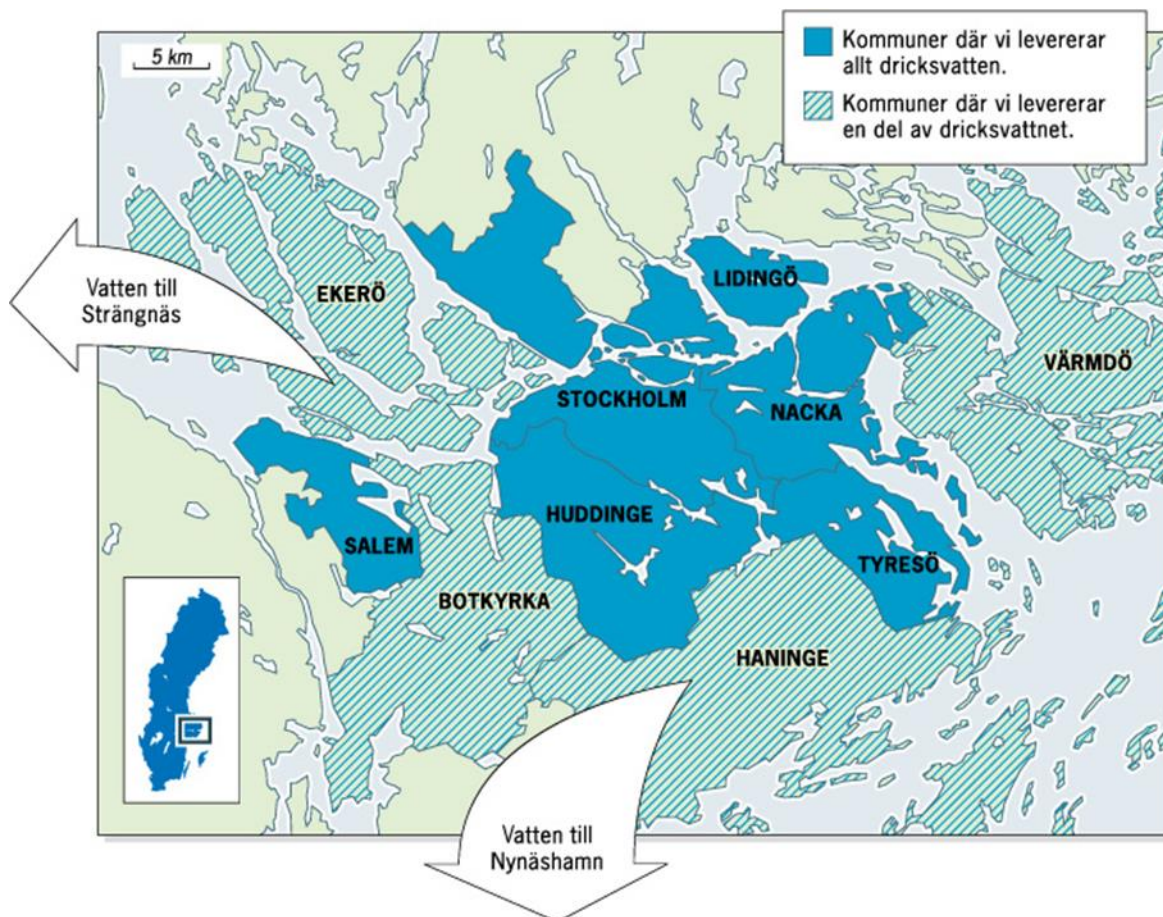 5 km
Kommuner där vi levererar
allt dricksvatten.
Kommuner där vi levererar
en del av dricksvattnet.
LIDINGÖ
Vatten till
Strängnäs
EKERÖ
VÄRMDÖ
STOCKHOLM
NACKA
HUDDINGE
SALEM
TYRESÖ
BOTKYRKA
HANINGE
Vatten till
Nynäshamn